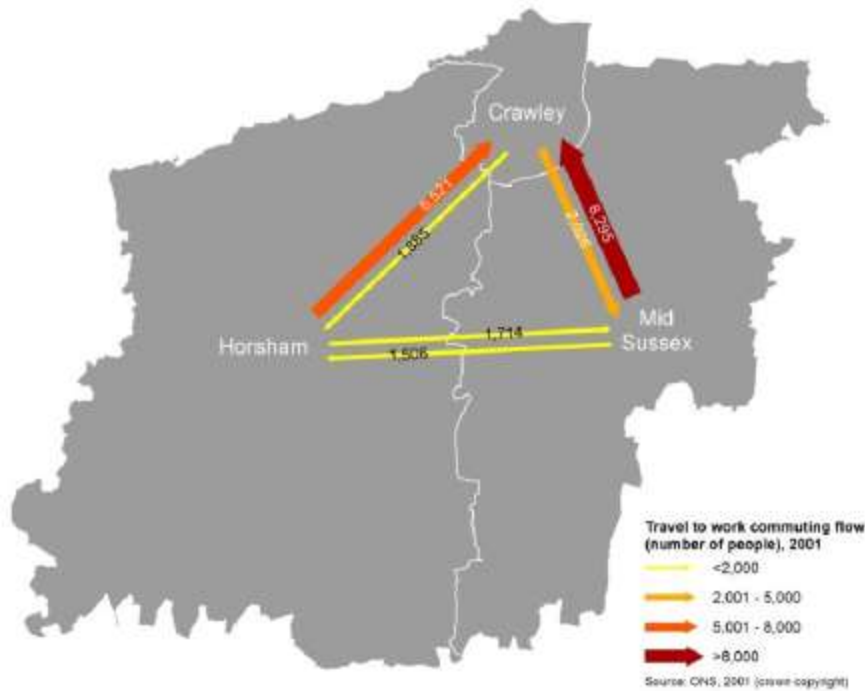 Crawley
6,521
1,885
8,295
Horsham
Mid
Sussex
1,714
1,506
Travel to work commuting flow
(number of people), 2001
<2,000
2,001 - 5,000
5,001 - 8,000
>8,000
Source: ONS, 2001 (crown copyright)